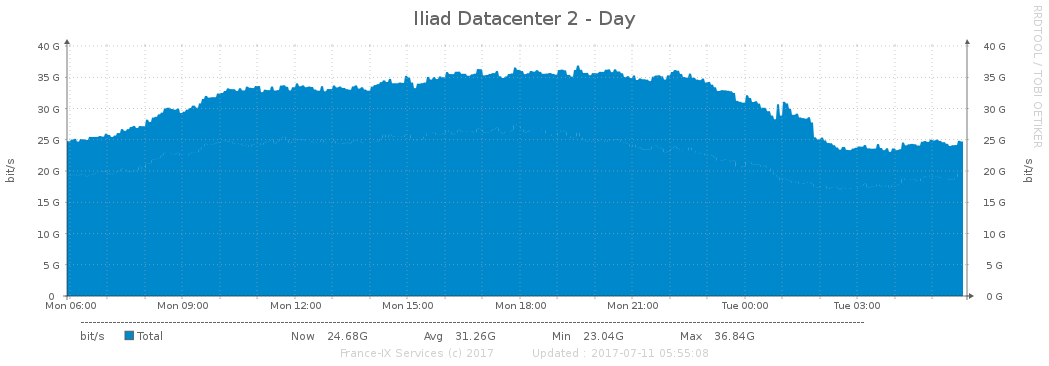 Iliad Datacenter 2 - Day
RRDTOOL / TOBI OETIKER
40 G 40 G
35 G 35 G
30 G 30 G
25 G 25 G
20 G 20 G
15 G 15 G
10 G 10 G
5 G 5 G
0 0 G
bit/s bit/s
Mon 06:00 Mon 09:00 Mon 12:00 Mon 15:00 Mon 18:00 Mon 21:00 Tue 00:00 Tue 03:00
bit/s Total Now 24.68G Avg 31.26G Min 23.04G Max 36.84G
France-IX Services (c) 2017 Updated : 2017-07-11 05:55:08